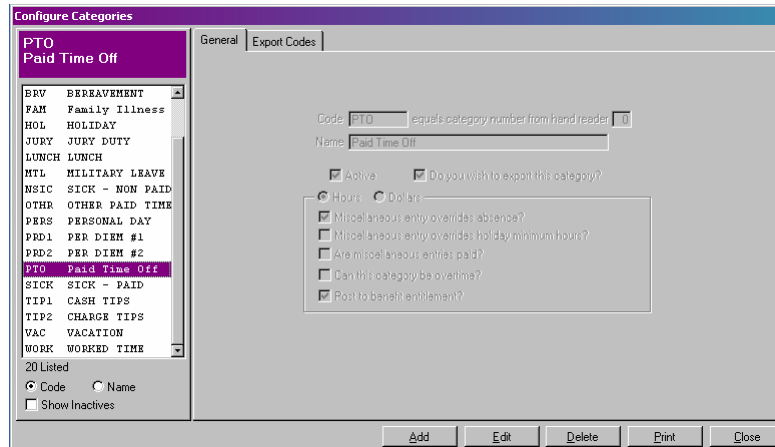 Configure Categories
PTO
Paid Time Off
BRV BEREAVEMENT
FAM Family Illness
HOL HOLIDAY
JURY JURY DUTY
LUNCH LUNCH
MTL MILITARY LEAVE
NSIC SICK - NON PAID
OTHR OTHER PAID TIME
PERS PERSONAL DAY
PRD1 PER DIEM #1
PRD2 PER DIEM #2
PTO Paid Time Off
SICK SICK - PAID
TIP1 CASH TIPS
TIP2 CHARGE TIPS
VAC VACATION
WORK WORKED TIME
20 Listed
Code Name
Show Inactives
General Export Codes
Code PTO equals category number from hand reader 0
Name Paid Time Off
Active Do you wish to export this category?
Hours Dollars
Miscellaneous entry overrides absence?
Miscellaneous entry overrides holiday minimum hours?
Are miscellaneous entries paid?
Can this category be overtime?
Post to benefit entitlement?
Add Edit Delete Print Close